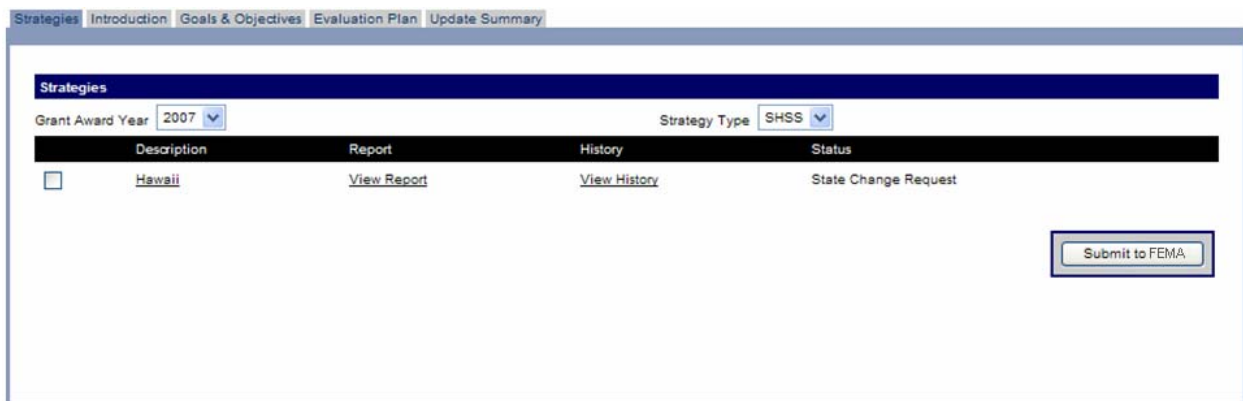 Strategies Introduction Goals & Objectives Evaluation Plan Update Summary
Strategies
Grant Award Year 2007 Strategy Type SHSS
Description Report History Status
Hawaii View Report View History State Change Request
Submit to FEMA